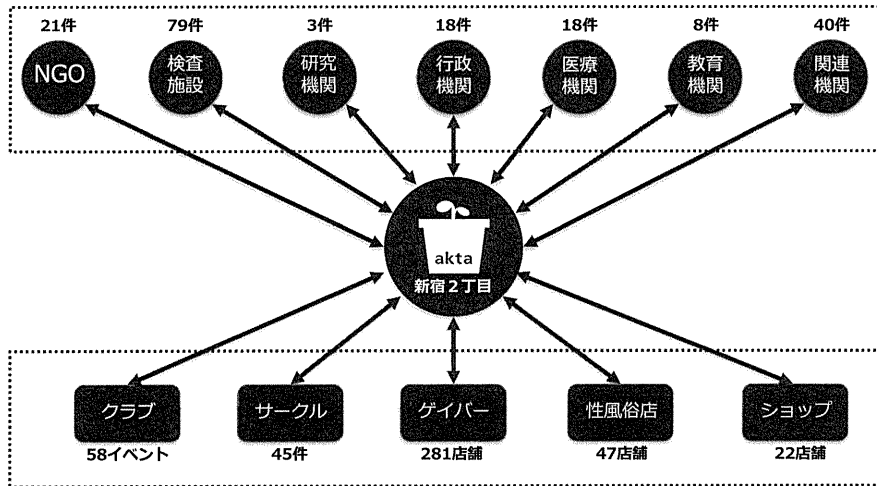 21件 79件 3件 18件 18件 8件 40件
NGO
検査
施設
研究
機関
行政
機関
医療
機関
教育
機関
関連
機関
akta
新宿2丁目
クラブ サークル ゲイバー 性風俗店 ショップ
58イベント 45件 281店舗 47店舗 22店舗